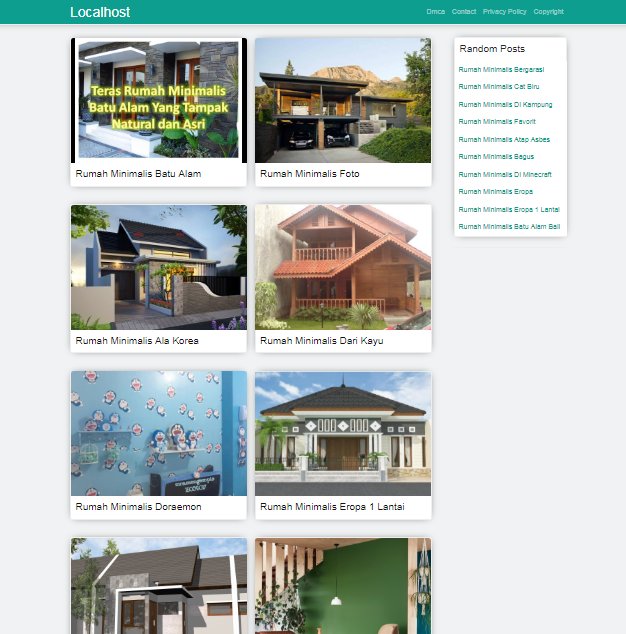 Localhost
Dmca Contact Privacy Policy Copyright
Teras Rumah Minimalis
Batu Alam Yang Tampak
Natural dan Asri
Rumah Minimalis Batu Alam
Rumah Minimalis Foto
Rumah Minimalis Ala Korea
Rumah Minimalis Dari Kayu
Rumah Minimalis Doraemon
Rumah Minimalis Eropa 1 Lantai
Random Posts
Rumah Minimalis Bergarasi
Rumah Minimalis Cat Biru
Rumah Minimalis Di Kampung
Rumah Minimalis Favorit
Rumah Minimalis Atap Asbes
Rumah Minimalis Bagus
Rumah Minimalis Di Minecraft
Rumah Minimalis Eropa
Rumah Minimalis Eropa 1 Lantai
Rumah Minimalis Batu Alam Bali